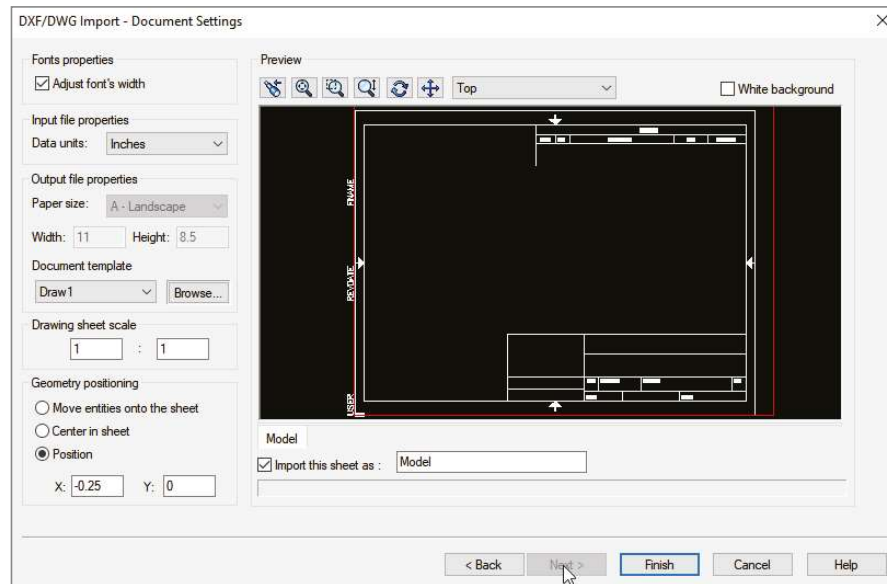 DXF/DWG Import - Document Settings
Fonts properties
Adjust font's width
Input file properties
Data units: Inches
Output file properties
Paper size: A - Landscape
Width: 11 Height: 8.5
Document template
Draw1 Browse...
Drawing sheet scale
1 : 1
Geometry positioning
Move entities onto the sheet
Center in sheet
Position
X: -0.25 Y: 0
Preview
Top White background
FNAME
REVDATE
USER
Model
Import this sheet as : Model
< Back Next > Finish Cancel Help